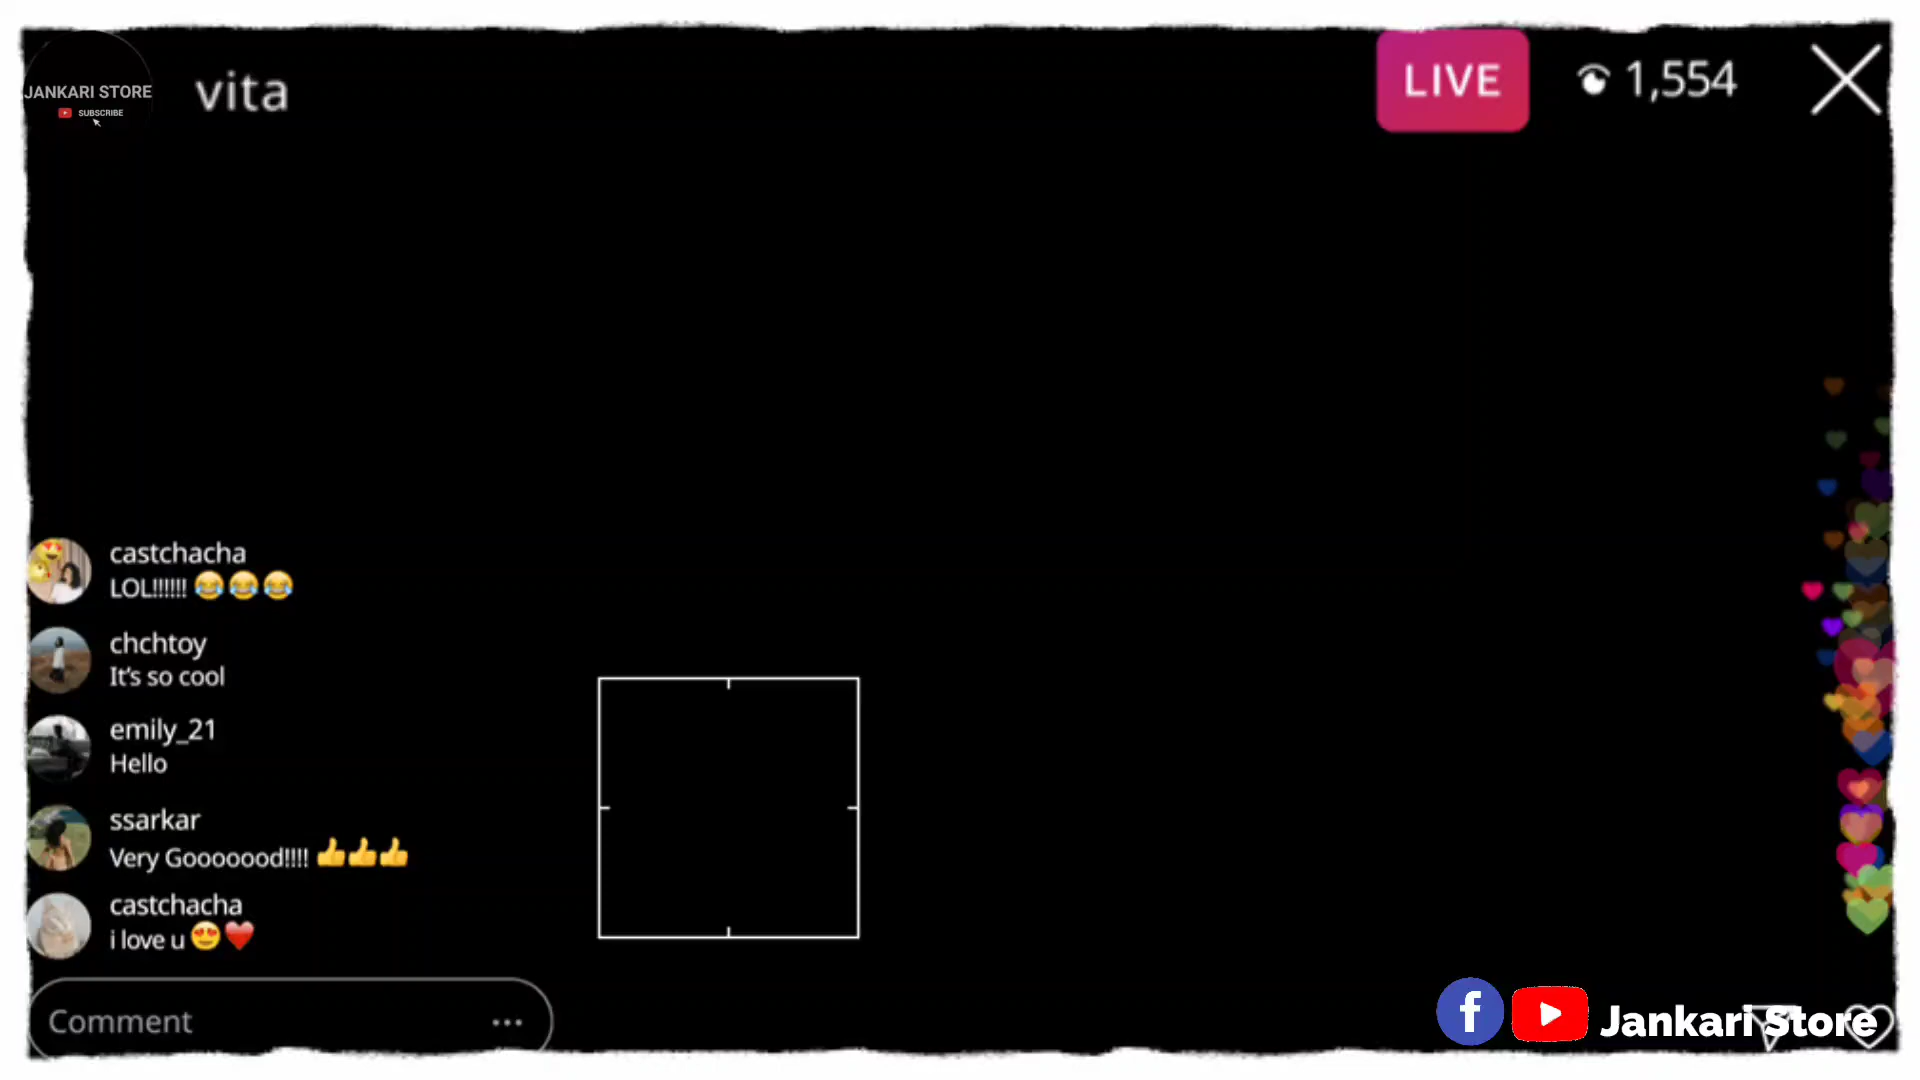 JANKARI STORE
SUBSCRIBE
vita
LIVE
1,554
castchacha
LOL!!!!!! 😂😂😂
chchtoy
It's so cool
emily_21
Hello
ssarkar
Very Gooooood!!!! 👍👍👍
castchacha
i love u 😍❤️
Comment
Jankari Store